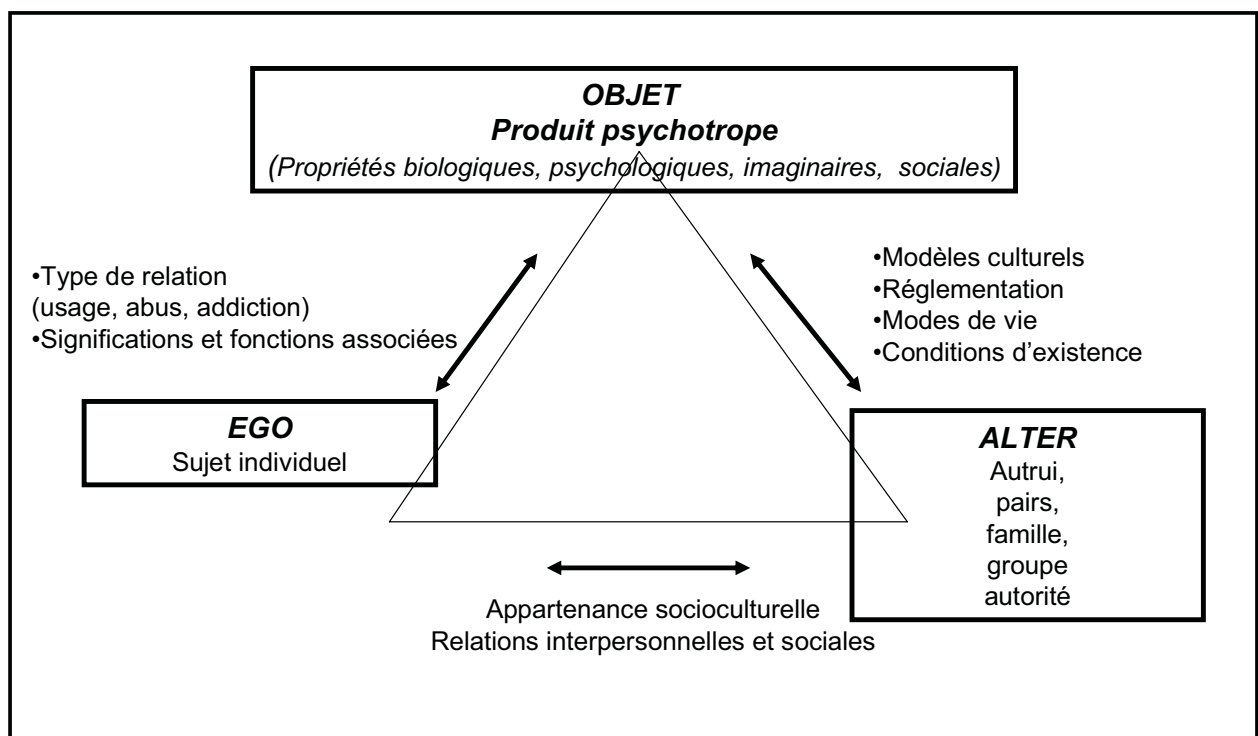 OBJET
Produit psychotrope
(Propriétés biologiques, psychologiques, imaginaires, sociales)
•Type de relation
(usage, abus, addiction)
•Significations et fonctions associées
•Modèles culturels
•Réglementation
•Modes de vie
•Conditions d’existence
EGO
Sujet individuel
ALTER
Autrui,
pairs,
famille,
groupe
autorité
Appartenance socioculturelle
Relations interpersonnelles et sociales